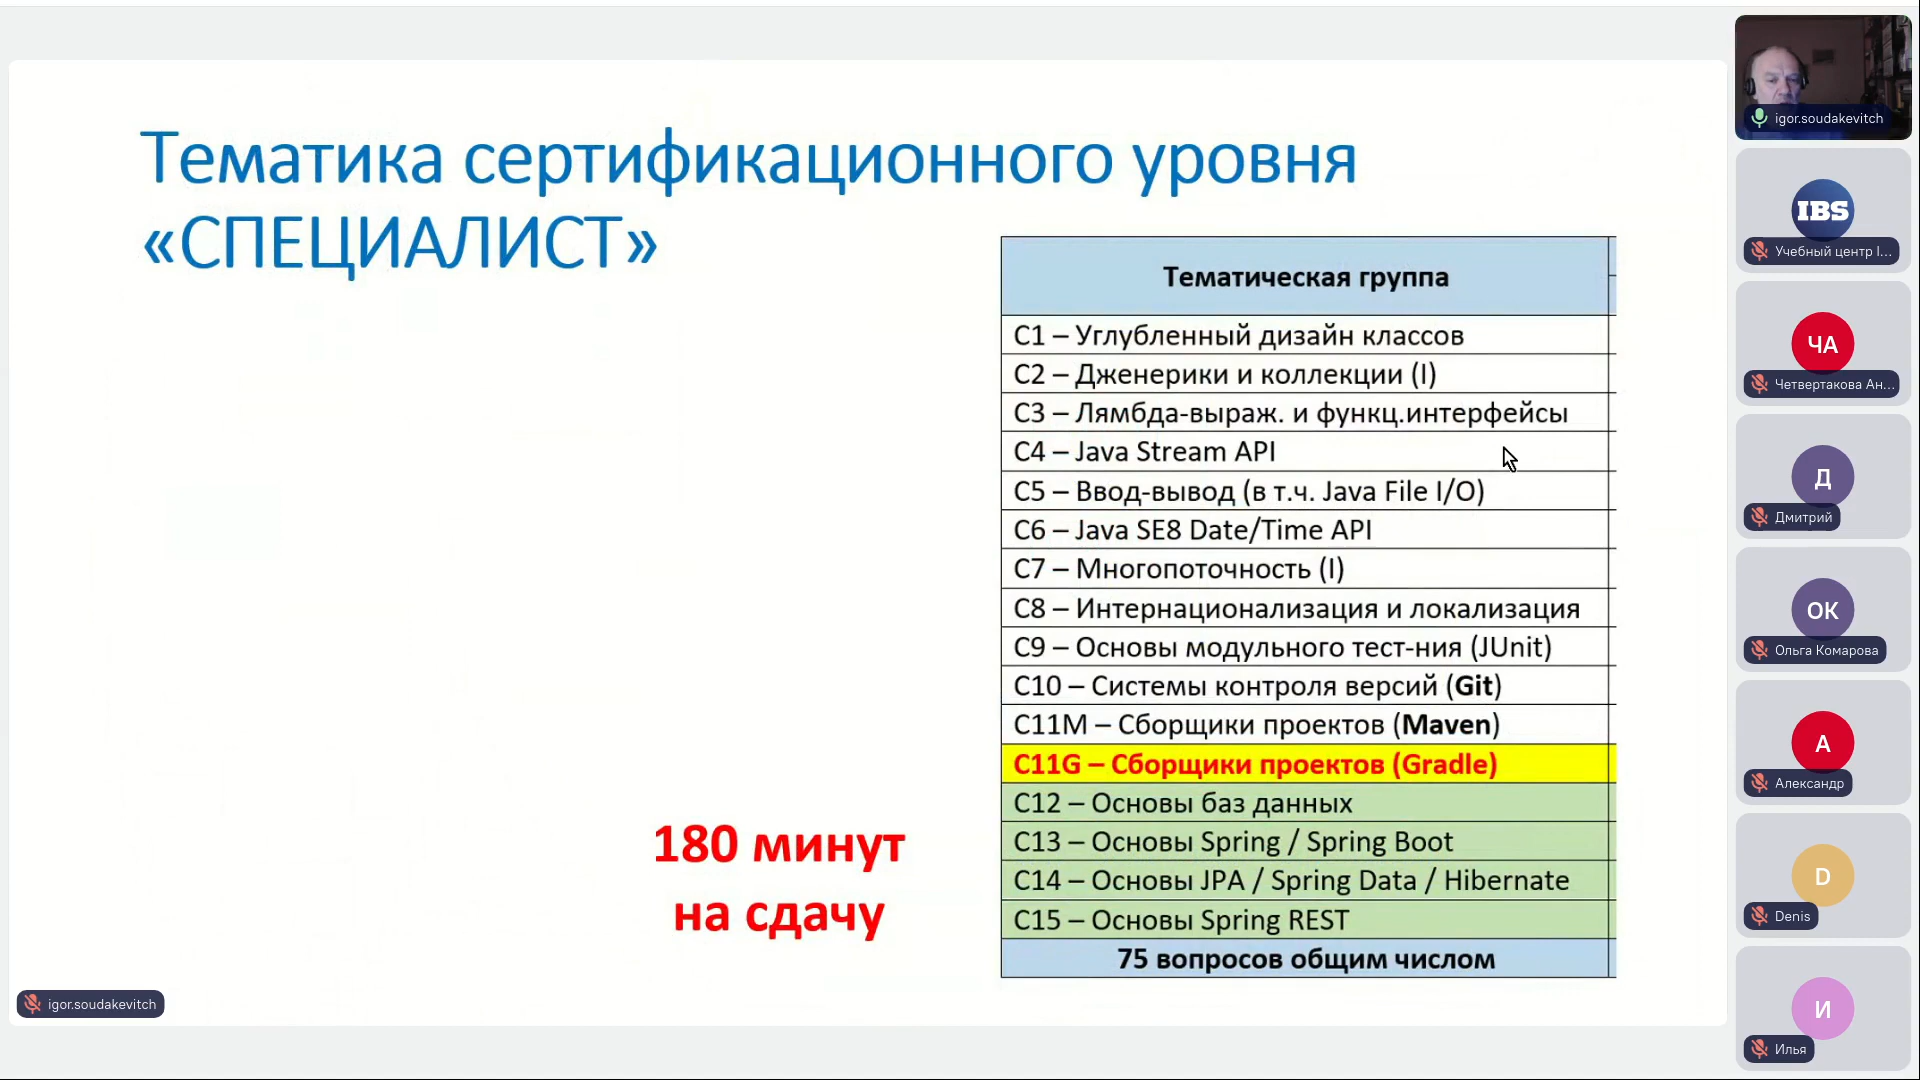 Тематика сертификационного уровня
«СПЕЦИАЛИСТ»
Тематическая группа
C1 – Углубленный дизайн классов
C2 – Дженерики и коллекции (I)
C3 – Лямбда-выраж. и функц.интерфейсы
C4 – Java Stream API
C5 – Ввод-вывод (в т.ч. Java File I/O)
C6 – Java SE8 Date/Time API
C7 – Многопоточность (I)
C8 – Интернационализация и локализация
C9 – Основы модульного тест-ния (JUnit)
C10 – Системы контроля версий (Git)
C11M – Сборщики проектов (Maven)
C11G – Сборщики проектов (Gradle)
C12 – Основы баз данных
C13 – Основы Spring / Spring Boot
C14 – Основы JPA / Spring Data / Hibernate
C15 – Основы Spring REST
75 вопросов общим числом
180 минут
на сдачу
igor.soudakevitch
igor.soudakevitch
IBS
Учебный центр I...
ЧА
Четвертакова Ан...
Д
Дмитрий
ОК
Ольга Комарова
А
Александр
D
Denis
И
Илья